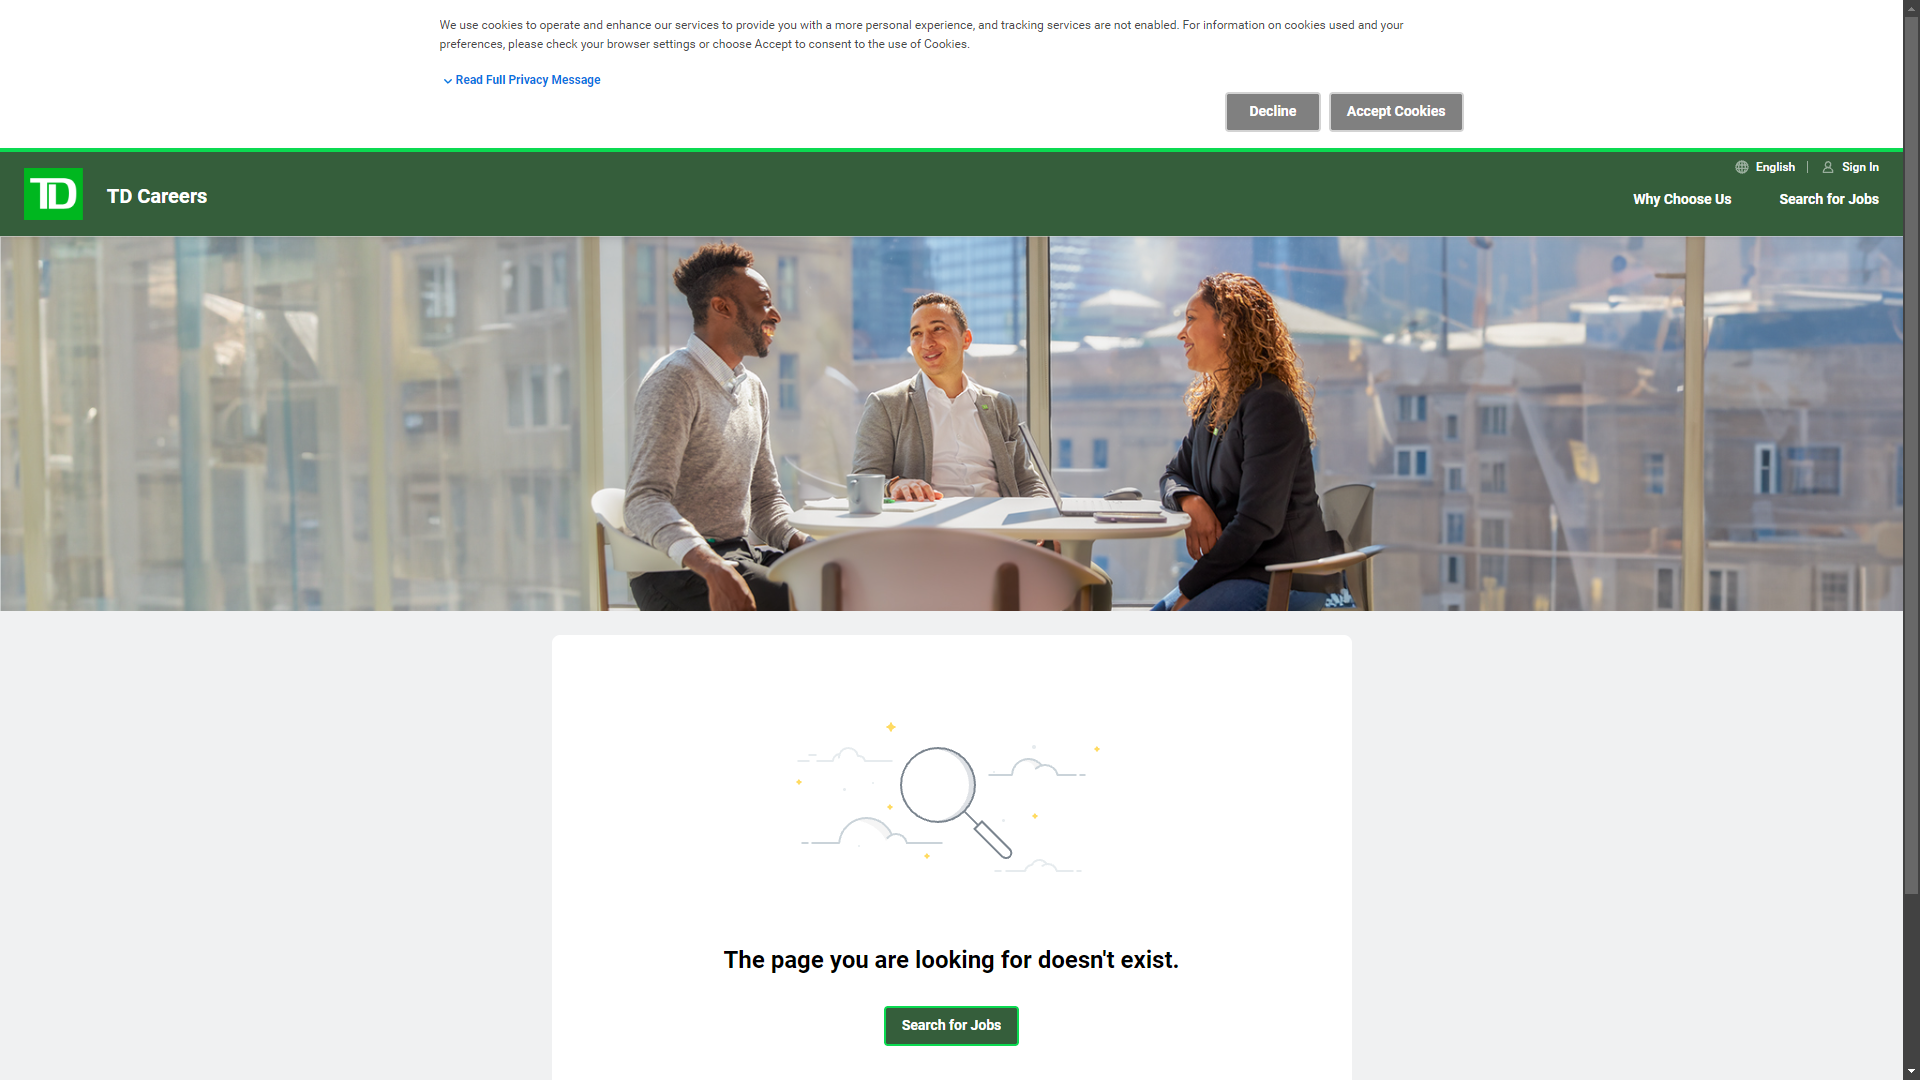 We use cookies to operate and enhance our services to provide you with a more personal experience, and tracking services are not enabled. For information on cookies used and your
preferences, please check your browser settings or choose Accept to consent to the use of Cookies.
Read Full Privacy Message
Decline
Accept Cookies
English
Sign In
TD
TD Careers
Why Choose Us
Search for Jobs
The page you are looking for doesn't exist.
Search for Jobs